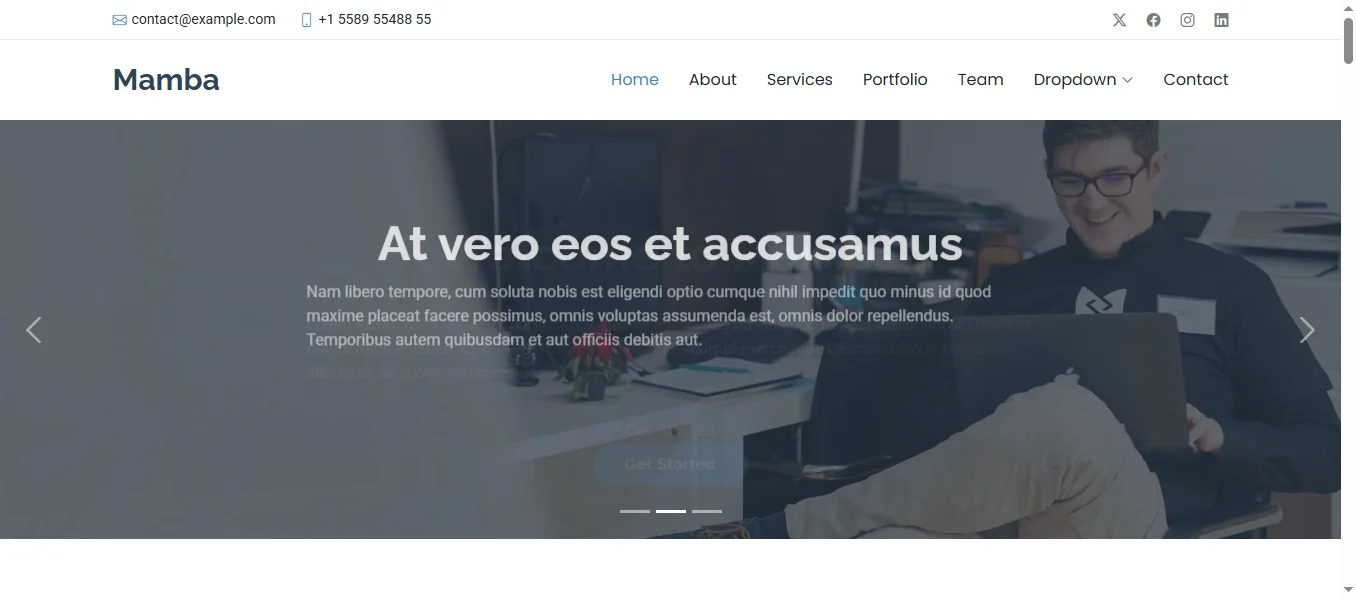 contact@example.com +1 5589 55488 55
Mamba
Home About Services Portfolio Team Dropdown Contact
At vero eos et accusamus
Nam libero tempore, cum soluta nobis est eligendi optio cumque nihil impedit quo minus id quod
maxime placeat facere possimus, omnis voluptas assumenda est, omnis dolor repellendus.
Temporibus autem quibusdam et aut officiis debitis aut.
Get Started